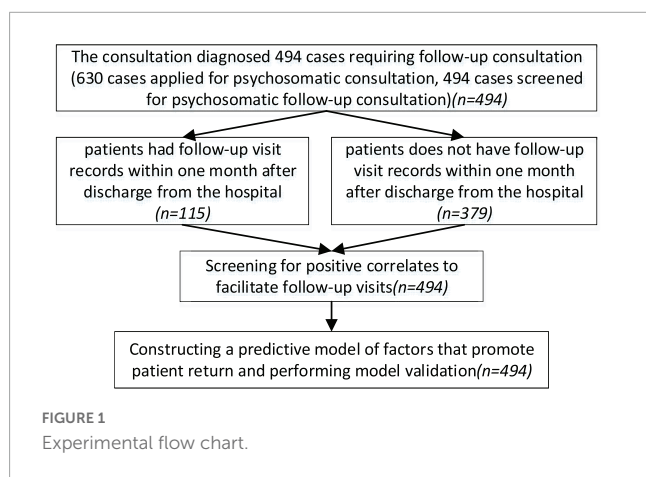 The consultation diagnosed 494 cases requiring follow-up consultation
(630 cases applied for psychosomatic consultation, 494 cases screened
for psychosomatic follow-up consultation)(n=494)
patients had follow-up visit
records within one month after
discharge from the hospital
(n=115)
patients does not have follow-up
visit records within one month
after discharge from the hospital
(n=379)
Screening for positive correlates to
facilitate follow-up visits(n=494)
Constructing a predictive model of factors that promote
patient return and performing model validation(n=494)
FIGURE 1
Experimental flow chart.